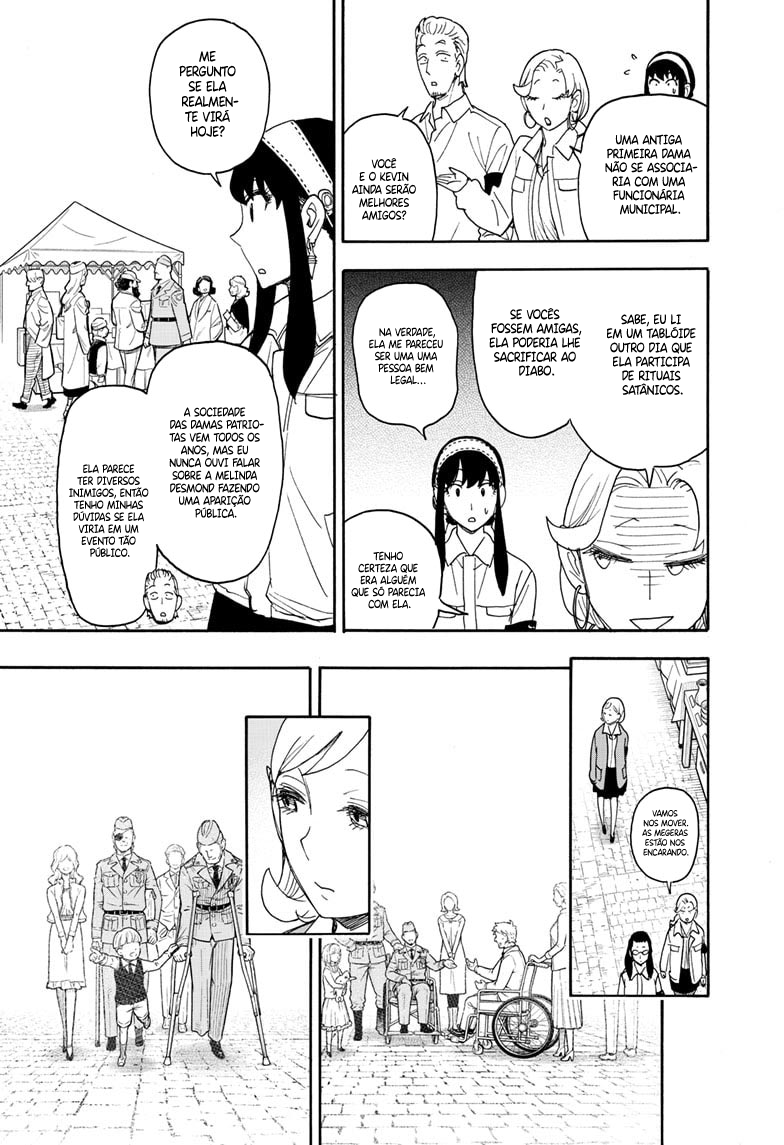 UMA ANTIGA
PRIMEIRA DAMA
NÃO SE ASSOCIA-
RIA COM UMA
FUNCIONÁRIA
MUNICIPAL.
VOCÊ
E O KEVIN
AINDA SERÃO
MELHORES
AMIGOS?
SABE, EU LI
EM UM TABLÓIDE
OUTRO DIA QUE
ELA PARTICIPA
DE RITUAIS
SATÂNICOS.
SE VOCÊS
FOSSEM AMIGAS,
ELA PODERIA LHE
SACRIFICAR AO
DIABO.
NA VERDADE,
ELA ME PARECEU
SER UMA UMA
PESSOA BEM
LEGAL...
TENHO
CERTEZA QUE
ERA ALGUÉM
QUE SÓ PARECIA
COM ELA.
ME
PERGUNTO
SE ELA
REALMEN-
TE VIRÁ
HOJE?
A SOCIEDADE
DAS DAMAS PATRIO-
TAS VEM TODOS OS
ANOS, MAS EU
NUNCA OUVI FALAR
SOBRE A MELINDA
DESMOND FAZENDO
UMA APARIÇÃO
PÚBLICA.
ELA PARECE
TER DIVERSOS
INIMIGOS, ENTÃO
TENHO MINHAS
DÚVIDAS SE ELA
VIRIA EM UM
EVENTO TÃO
PÚBLICO.
VAMOS
NOS MOVER.
AS MEGERAS
ESTÃO NOS
ENCARANDO.